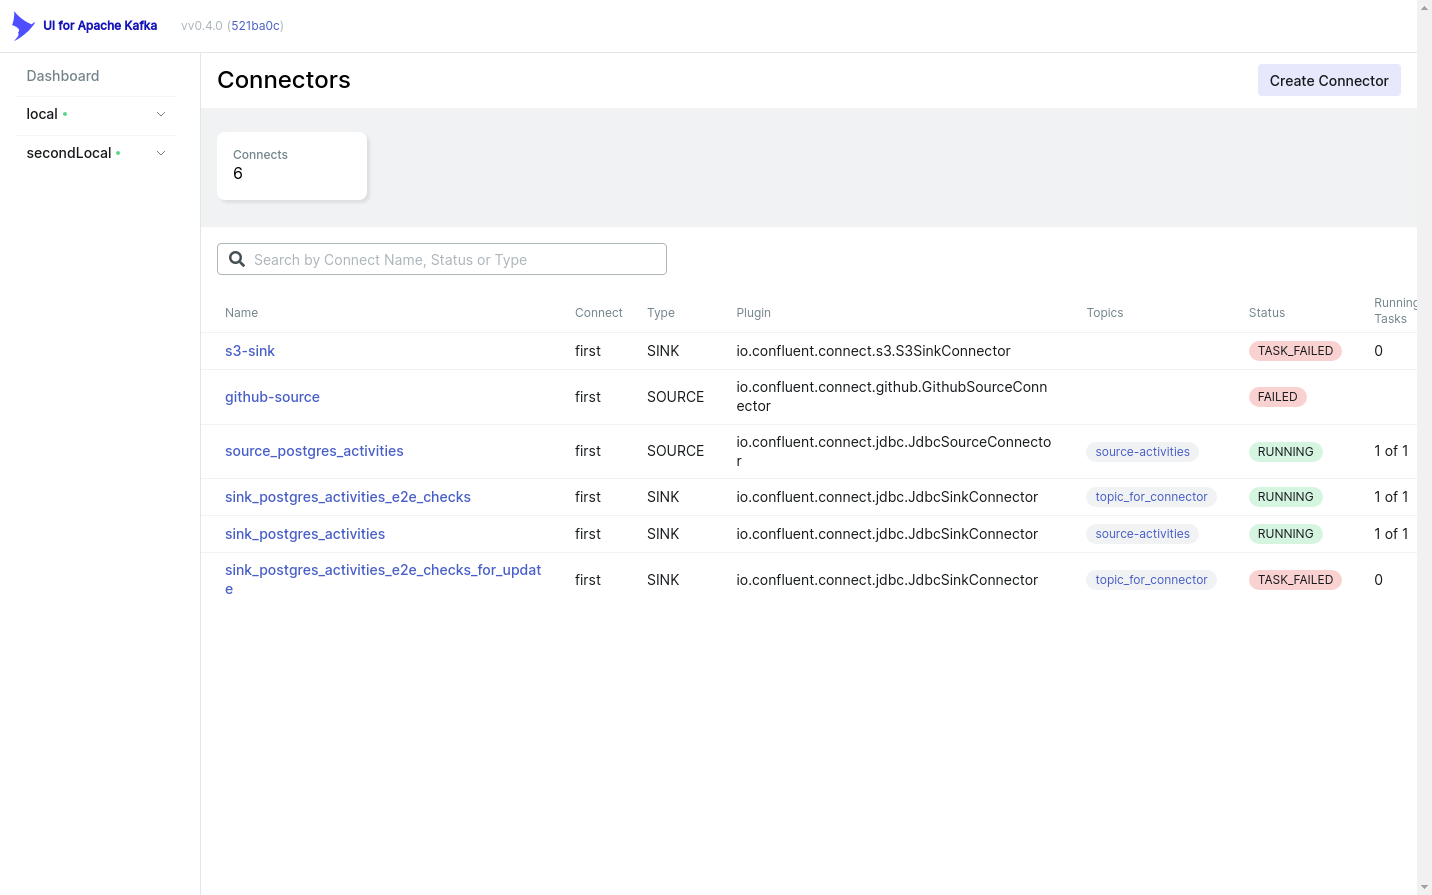 UI for Apache Kafka vv0.4.0 (521ba0c)
Dashboard
local
secondLocal
Connectors
Create Connector
Connects
6
Search by Connect Name, Status or Type
Name Connect Type Plugin Topics Status Running
Tasks
s3-sink first SINK io.confluent.connect.s3.S3SinkConnector TASK_FAILED 0
github-source first SOURCE io.confluent.connect.github.GithubSourceConn
ector FAILED
source_postgres_activities first SOURCE io.confluent.connect.jdbc.JdbcSourceConnecto
r source-activities RUNNING 1 of 1
sink_postgres_activities_e2e_checks first SINK io.confluent.connect.jdbc.JdbcSinkConnector topic_for_connector RUNNING 1 of 1
sink_postgres_activities first SINK io.confluent.connect.jdbc.JdbcSinkConnector source-activities RUNNING 1 of 1
sink_postgres_activities_e2e_checks_for_updat
e first SINK io.confluent.connect.jdbc.JdbcSinkConnector topic_for_connector TASK_FAILED 0